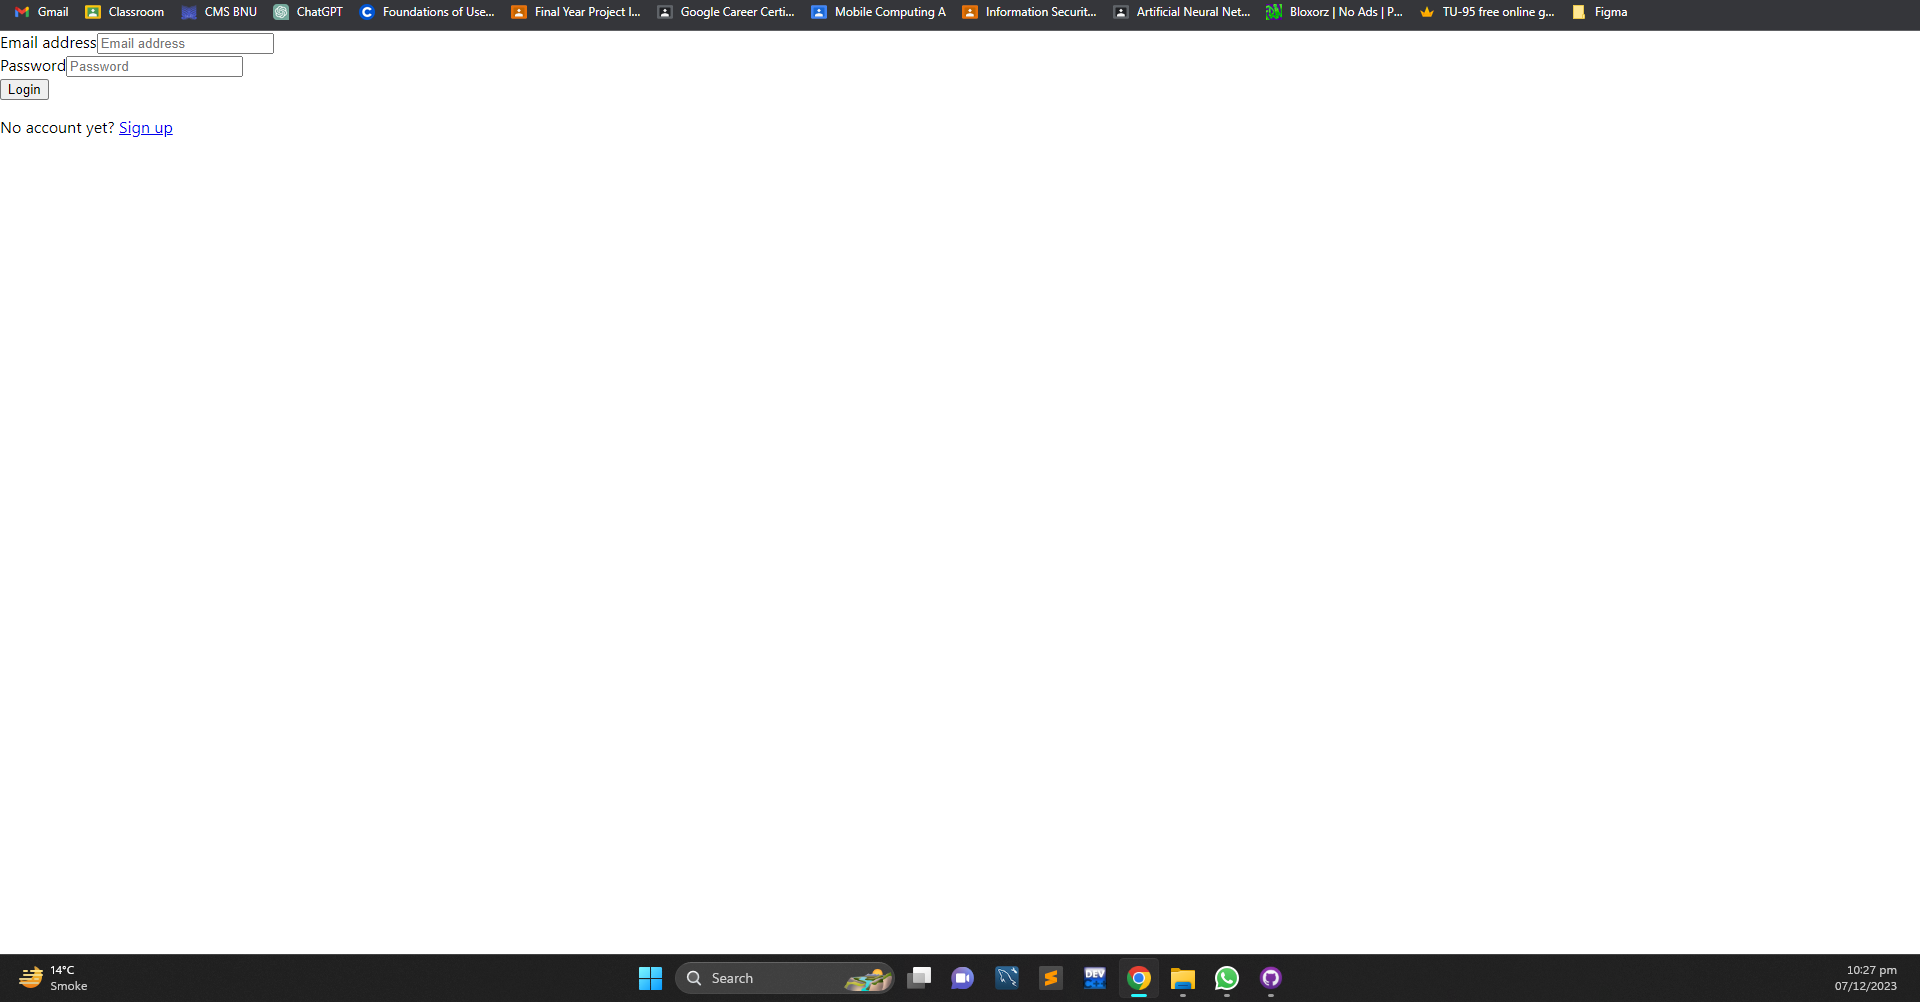 Gmail Classroom CMS BNU ChatGPT Foundations of Use... Final Year Project I... Google Career Certi... Mobile Computing A Information Securit... Artificial Neural Net... Bloxorz | No Ads | P... TU-95 free online g... Figma
Email address Email address
Password Password
Login
No account yet? Sign up
14°C
Smoke
Search
DEV
C++
10:27 pm
07/12/2023